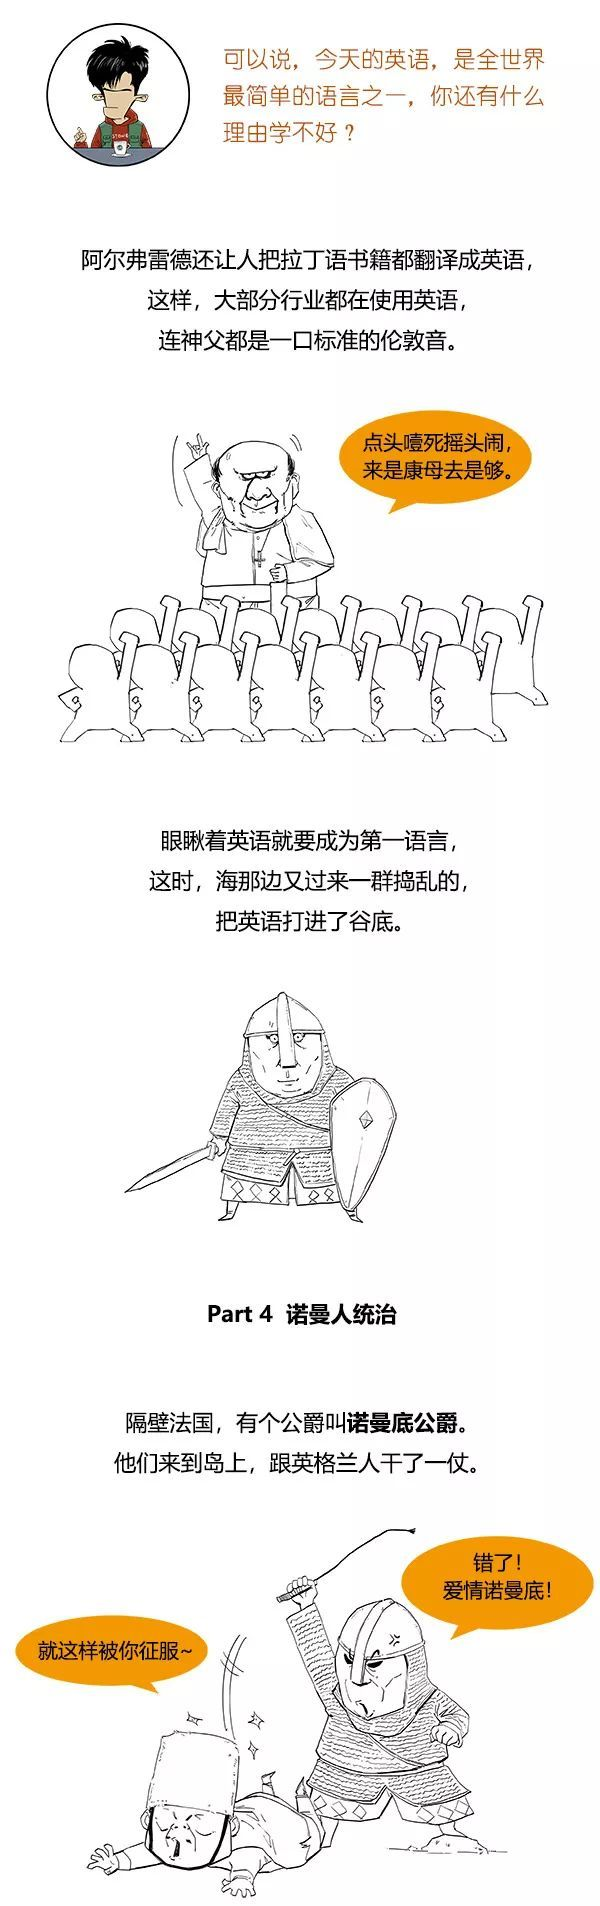 可以说，今天的英语，是全世界
最简单的语言之一，你还有什么
理由学不好？
阿尔弗雷德还让人把拉丁语书籍都翻译成英语，
这样，大部分行业都在使用英语，
连神父都是一口标准的伦敦音。
点头噎死摇头闹，
来是康母去是够。
眼瞅着英语就要成为第一语言，
这时，海那边又过来一群捣乱的，
把英语打进了谷底。
Part 4 诺曼人统治
隔壁法国，有个公爵叫诺曼底公爵。
他们来到岛上，跟英格兰人干了一仗。
错了！
爱情诺曼底！
就这样被你征服~